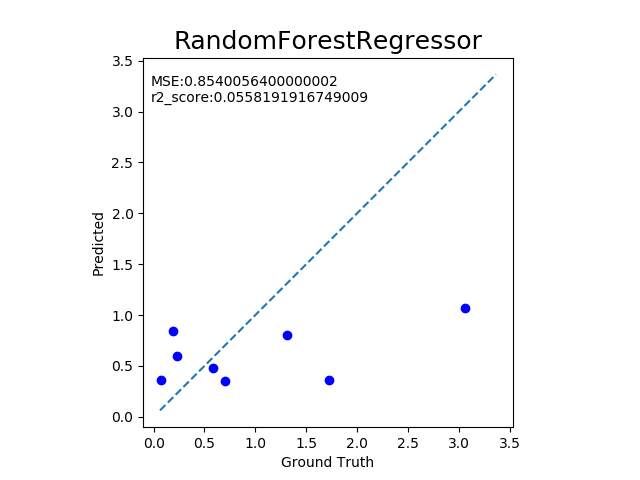 RandomForestRegressor
MSE:0.8540056400000002
r2_score:0.0558191916749009
3.5
3.0
2.5
2.0
1.5
1.0
0.5
0.0
Predicted
0.0 0.5 1.0 1.5 2.0 2.5 3.0 3.5
Ground Truth